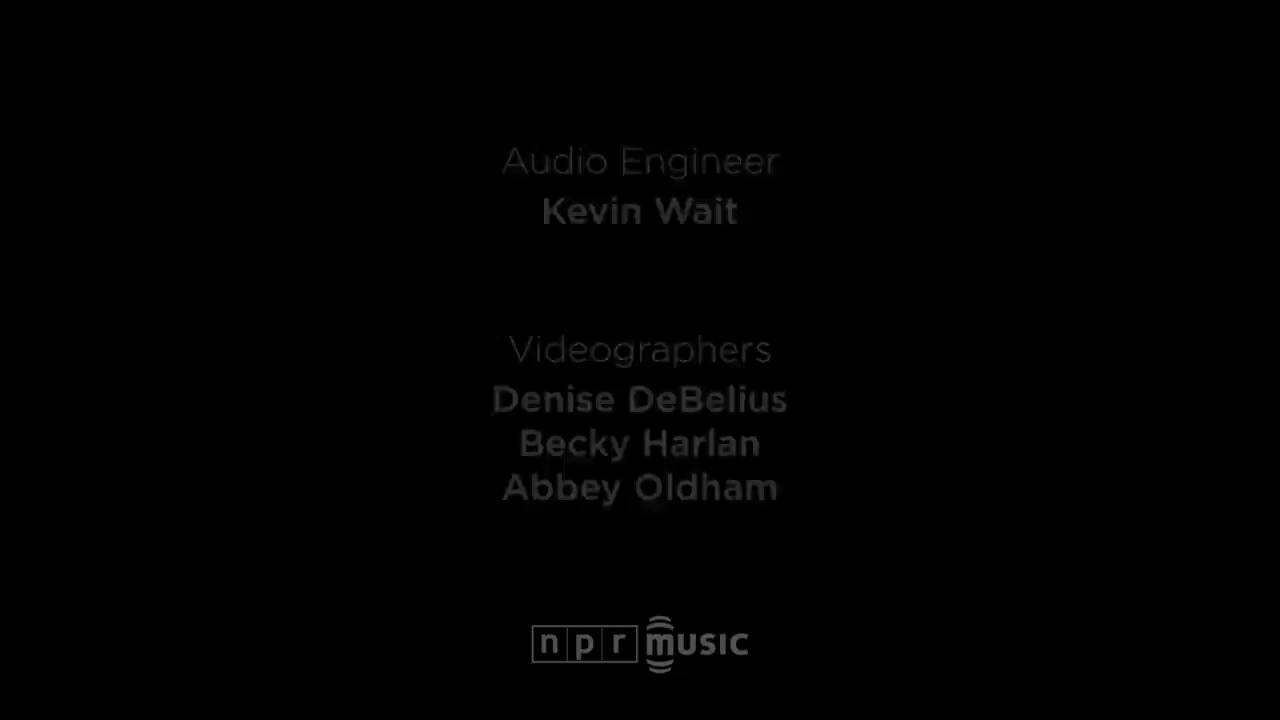 Audio Engineer
Kevin Wait
Videographers
Denise DeBelius
Becky Harlan
Abbey Oldham
npr music